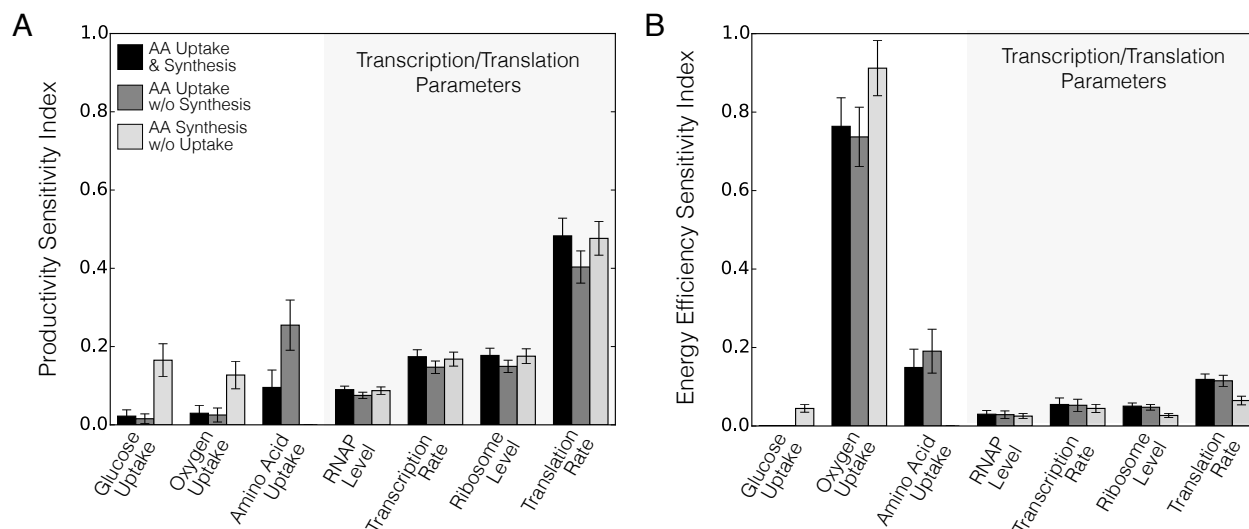 A
Productivity Sensitivity Index
1.0
0.8
0.6
0.4
0.2
0.0
AA Uptake
& Synthesis
AA Uptake
w/o Synthesis
AA Synthesis
w/o Uptake
Transcription/Translation
Parameters
Glucose
Uptake
Oxygen
Uptake
Amino Acid
Uptake
RNAP
Level
Transcription
Rate
Ribosome
Level
Translation
Rate
B
Energy Efficiency Sensitivity Index
1.0
0.8
0.6
0.4
0.2
0.0
Transcription/Translation
Parameters
Glucose
Uptake
Oxygen
Uptake
Amino Acid
Uptake
RNAP
Level
Transcription
Rate
Ribosome
Level
Translation
Rate